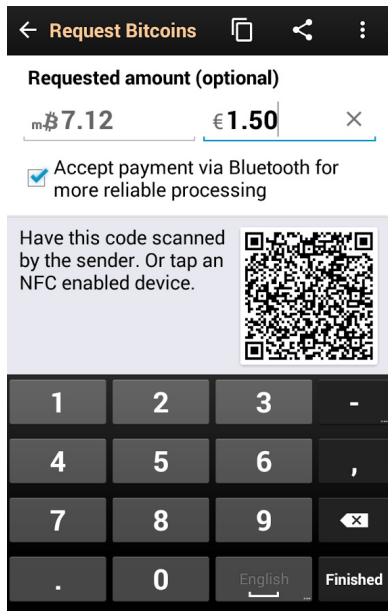 Request Bitcoins
Requested amount (optional)
m₿7.12 €1.50
Accept payment via Bluetooth for
more reliable processing
Have this code scanned
by the sender. Or tap an
NFC enabled device.
1 2 3 -
4 5 6 ,
7 8 9
. 0 English Finished